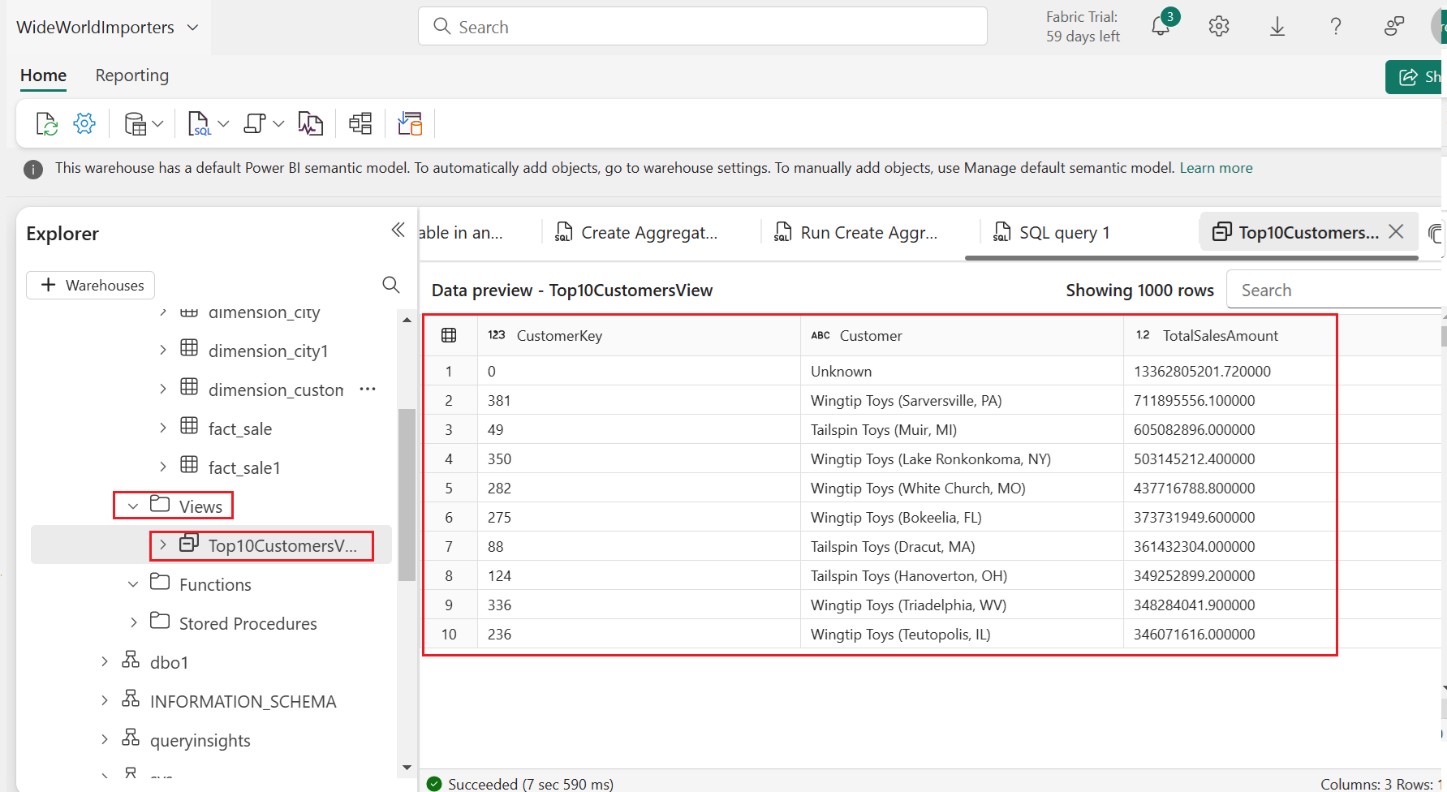 WideWorldImporters
Search
Fabric Trial:
59 days left
3
Home
Reporting
Sh
SQL
This warehouse has a default Power BI semantic model. To automatically add objects, go to warehouse settings. To manually add objects, use Manage default semantic model. Learn more
Explorer
Warehouses
dimension_city
dimension_city1
dimension_custom
fact_sale
fact_sale1
Views
Top10CustomersV...
Functions
Stored Procedures
dbo1
INFORMATION_SCHEMA
queryinsights
able in an...
SQL Create Aggregat...
SQL Run Create Aggr...
SQL SQL query 1
Top10Customers...
Data preview - Top10CustomersView
Showing 1000 rows
Search
123 CustomerKey ABC Customer 1.2 TotalSalesAmount
1 0 Unknown 13362805201.720000
2 381 Wingtip Toys (Sarversville, PA) 711895556.100000
3 49 Tailspin Toys (Muir, MI) 605082896.000000
4 350 Wingtip Toys (Lake Ronkonkoma, NY) 503145212.400000
5 282 Wingtip Toys (White Church, MO) 437716788.800000
6 275 Wingtip Toys (Bokeelia, FL) 373731949.600000
7 88 Tailspin Toys (Dracut, MA) 361432304.000000
8 124 Tailspin Toys (Hanoverton, OH) 349252899.200000
9 336 Wingtip Toys (Triadelphia, WV) 348284041.900000
10 236 Wingtip Toys (Teutopolis, IL) 346071616.000000
Succeeded (7 sec 590 ms)
Columns: 3 Rows: 1